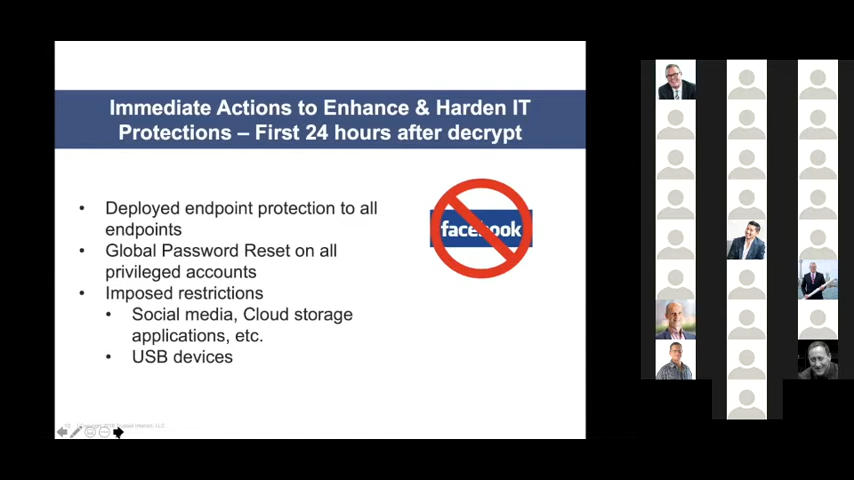 Immediate Actions to Enhance & Harden IT
Protections – First 24 hours after decrypt
• Deployed endpoint protection to all
endpoints
• Global Password Reset on all
privileged accounts
• Imposed restrictions
• Social media, Cloud storage
applications, etc.
• USB devices
facebook